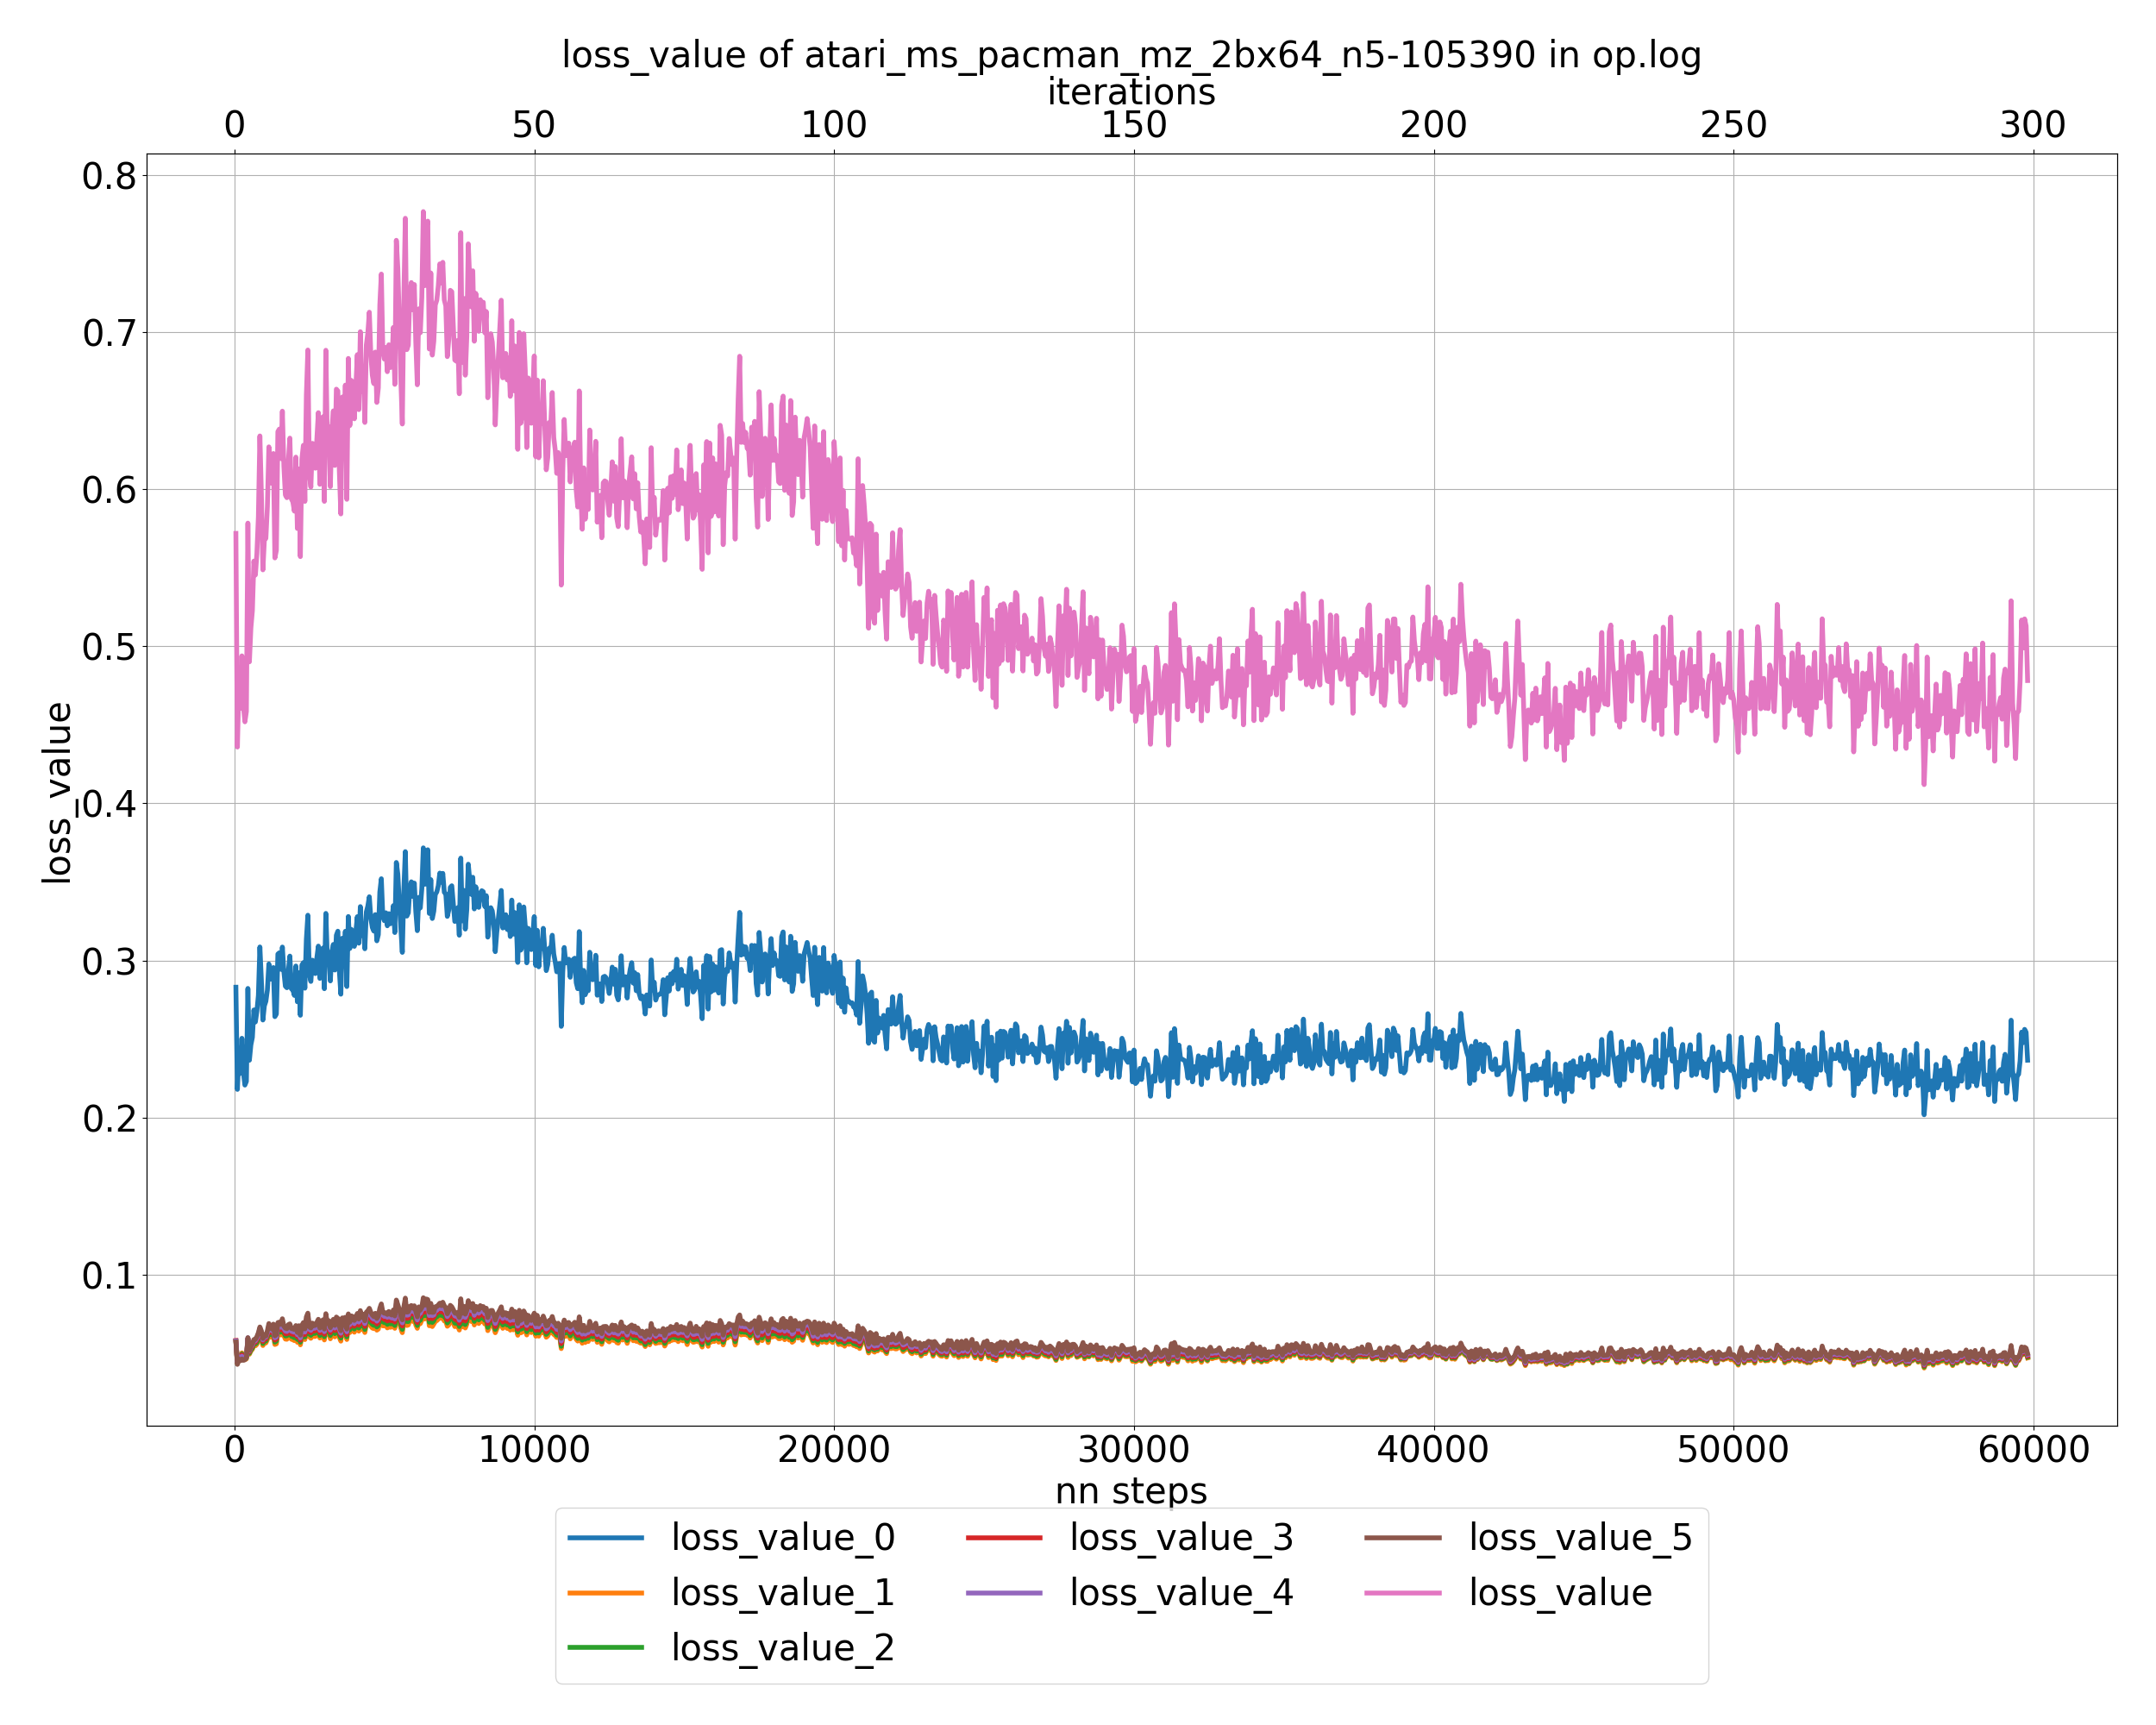 loss_value of atari_ms_pacman_mz_2bx64_n5-105390 in op.log
iterations
0 50 100 150 200 250 300
loss_value
0.8
0.7
0.6
0.5
0.4
0.3
0.2
0.1
0 10000 20000 30000 40000 50000 60000
nn steps
loss_value_0 loss_value_3 loss_value_5
loss_value_1 loss_value_4 loss_value
loss_value_2